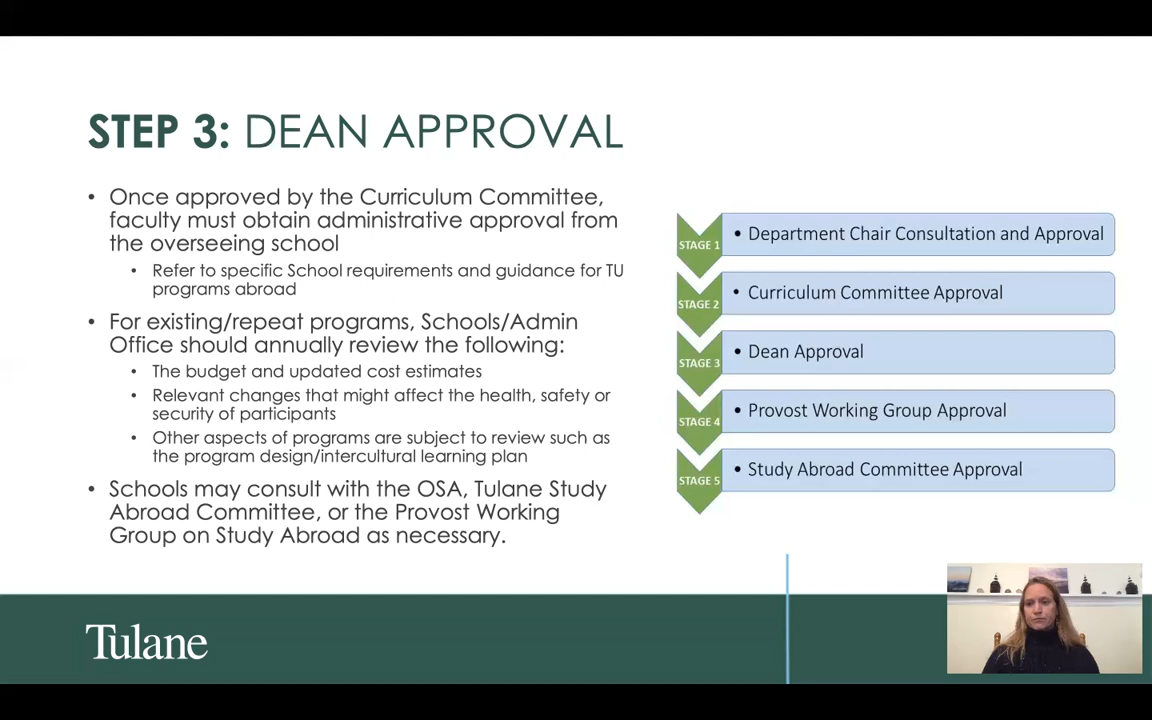 STEP 3: DEAN APPROVAL
• Once approved by the Curriculum Committee,
faculty must obtain administrative approval from
the overseeing school
• Refer to specific School requirements and guidance for TU
programs abroad
• For existing/repeat programs, Schools/Admin
Office should annually review the following:
• The budget and updated cost estimates
• Relevant changes that might affect the health, safety or
security of participants
• Other aspects of programs are subject to review such as
the program design/intercultural learning plan
• Schools may consult with the OSA, Tulane Study
Abroad Committee, or the Provost Working
Group on Study Abroad as necessary.
STAGE 1
• Department Chair Consultation and Approval
STAGE 2
• Curriculum Committee Approval
STAGE 3
• Dean Approval
STAGE 4
• Provost Working Group Approval
STAGE 5
• Study Abroad Committee Approval
Tulane